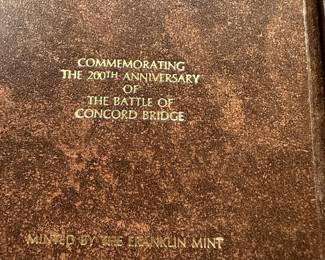 COMMEMORATING
THE 200TH ANNIVERSARY
OF
THE BATTLE OF
CONCORD BRIDGE
MINTED BY THE FRANKLIN MINT